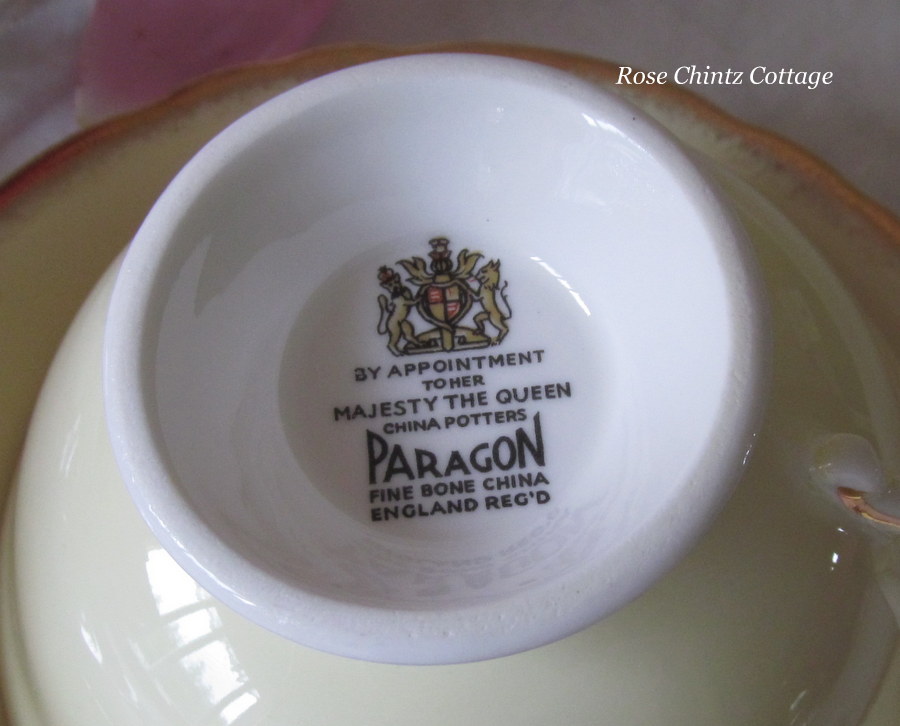 Rose Chintz Cottage
BY APPOINTMENT
TO HER
MAJESTY THE QUEEN
CHINA POTTERS
PARAGON
FINE BONE CHINA
ENGLAND REG'D